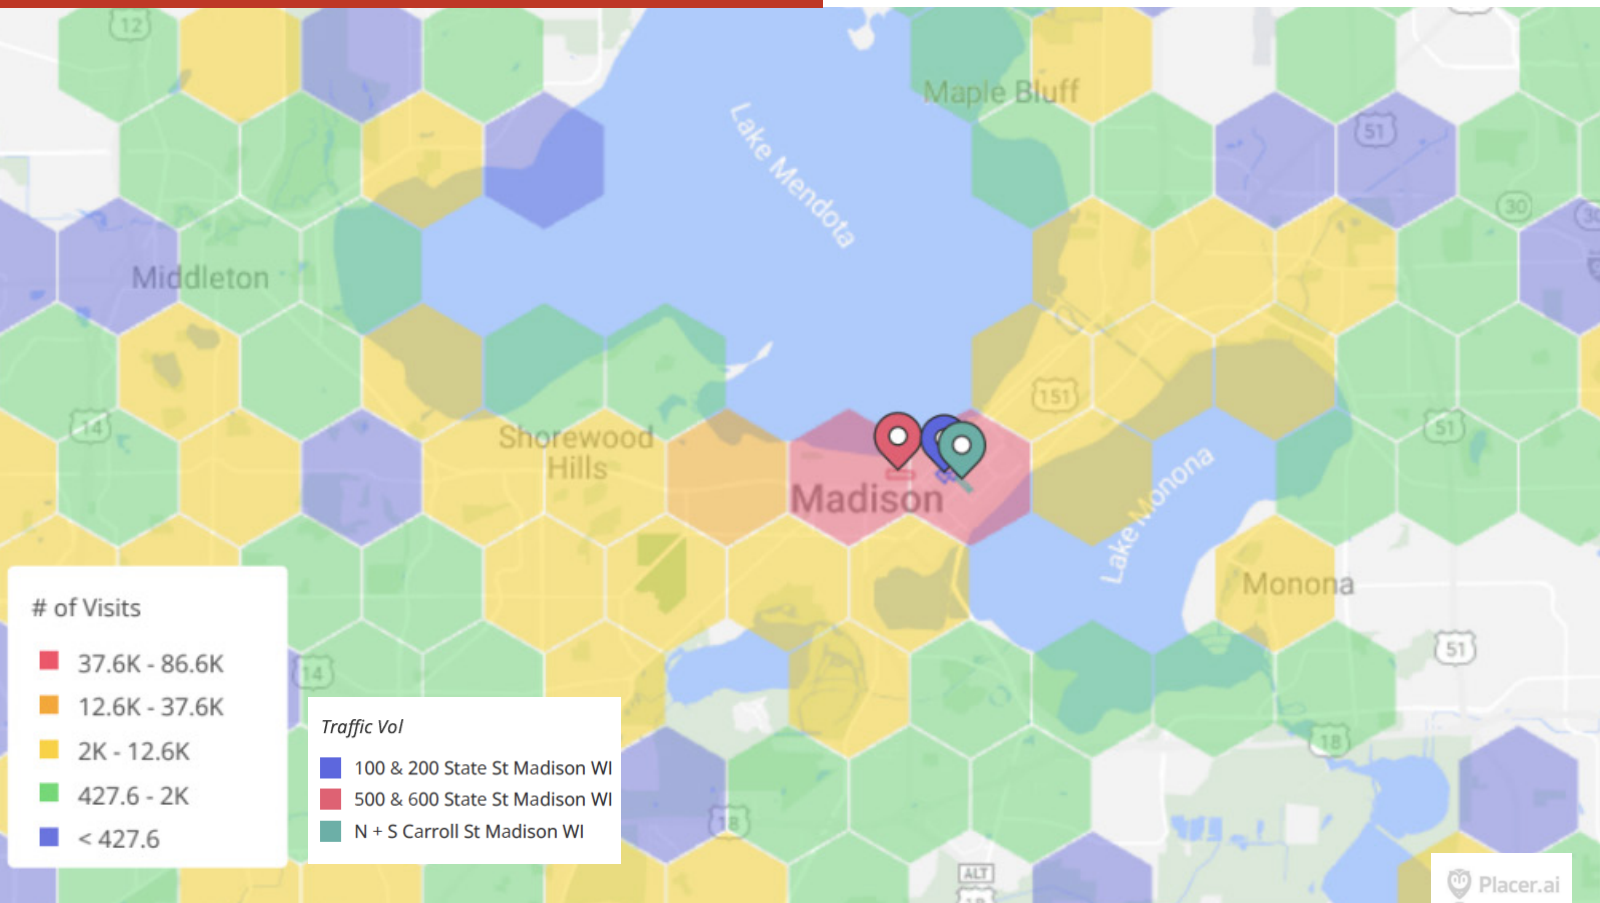 12
Maple Bluff
Lake Mendota
51
30
Middleton
151
14
51
Shorewood
Hills
Madison
Lake Monona
Monona
51
14
18
18
ALT
# of Visits
37.6K - 86.6K
12.6K - 37.6K
2K - 12.6K
427.6 - 2K
< 427.6
Traffic Vol
100 & 200 State St Madison WI
500 & 600 State St Madison WI
N + S Carroll St Madison WI
Placer.ai